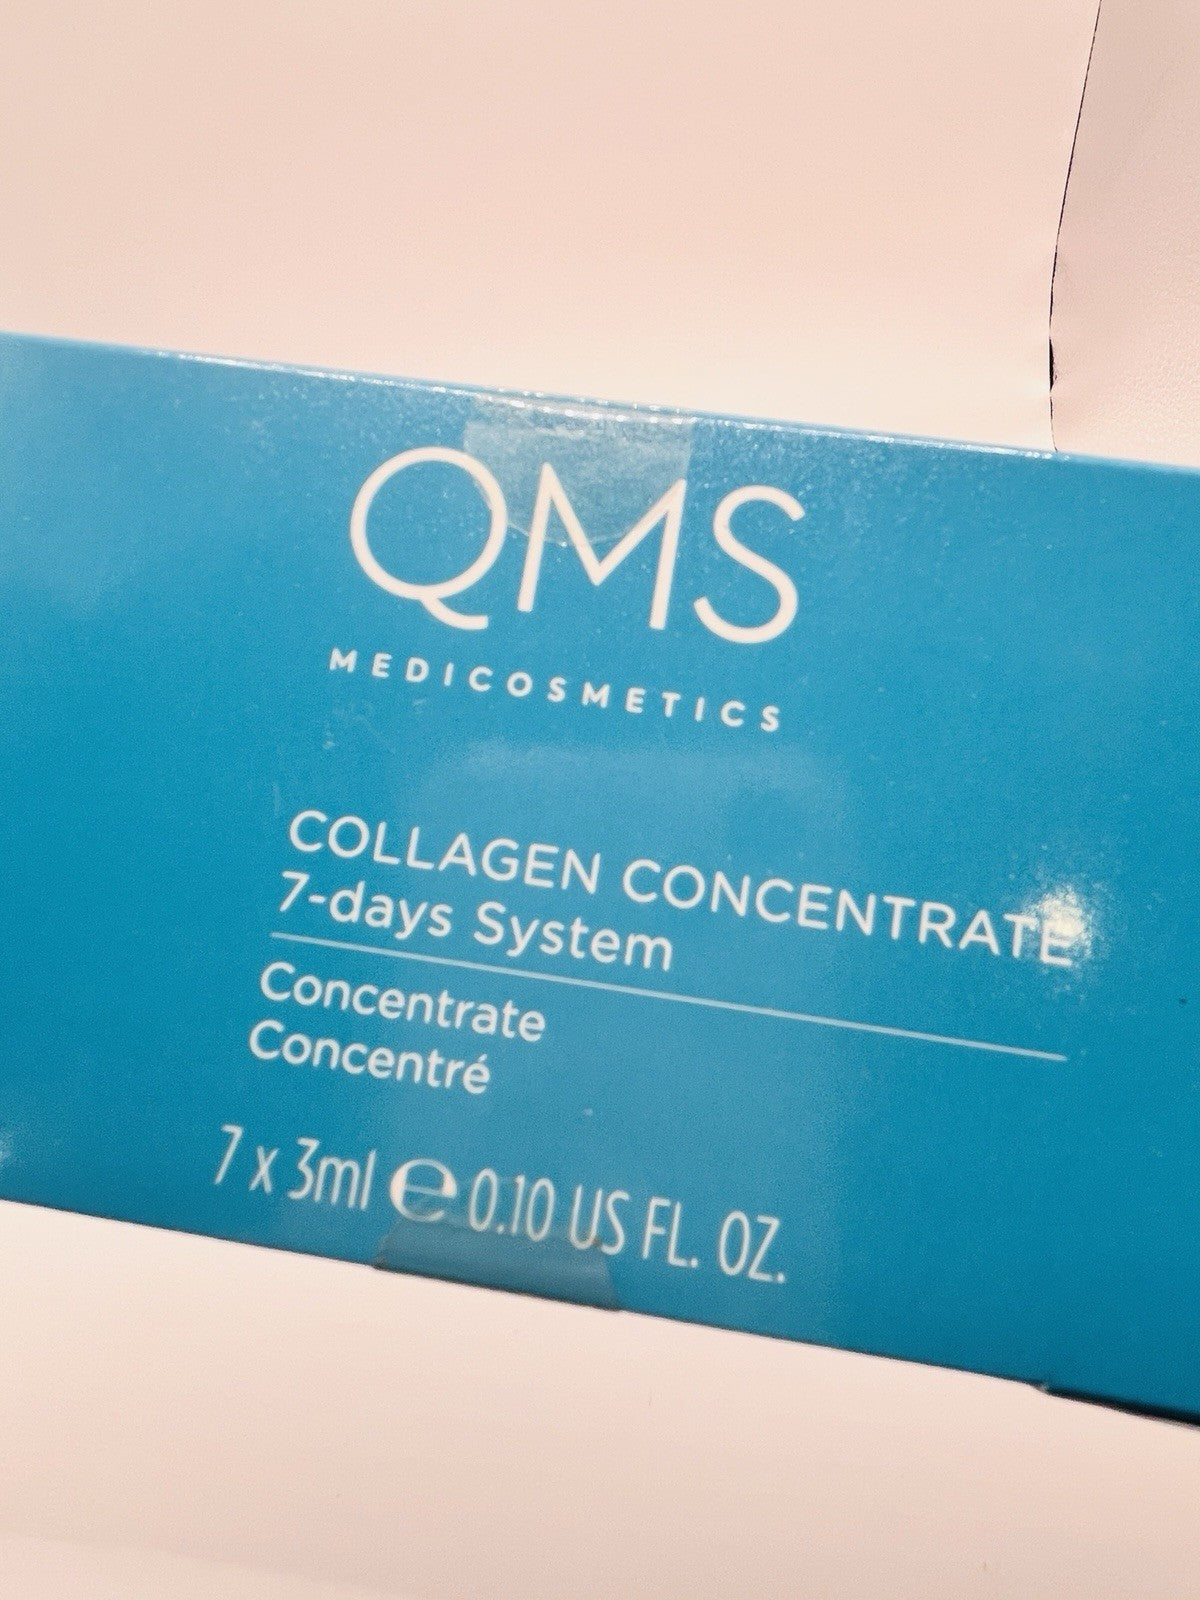 QMS
MEDICOSMETICS
COLLAGEN CONCENTRATE
7-days System
Concentrate
Concentré
7 x 3ml ℮ 0.10 US FL. OZ.